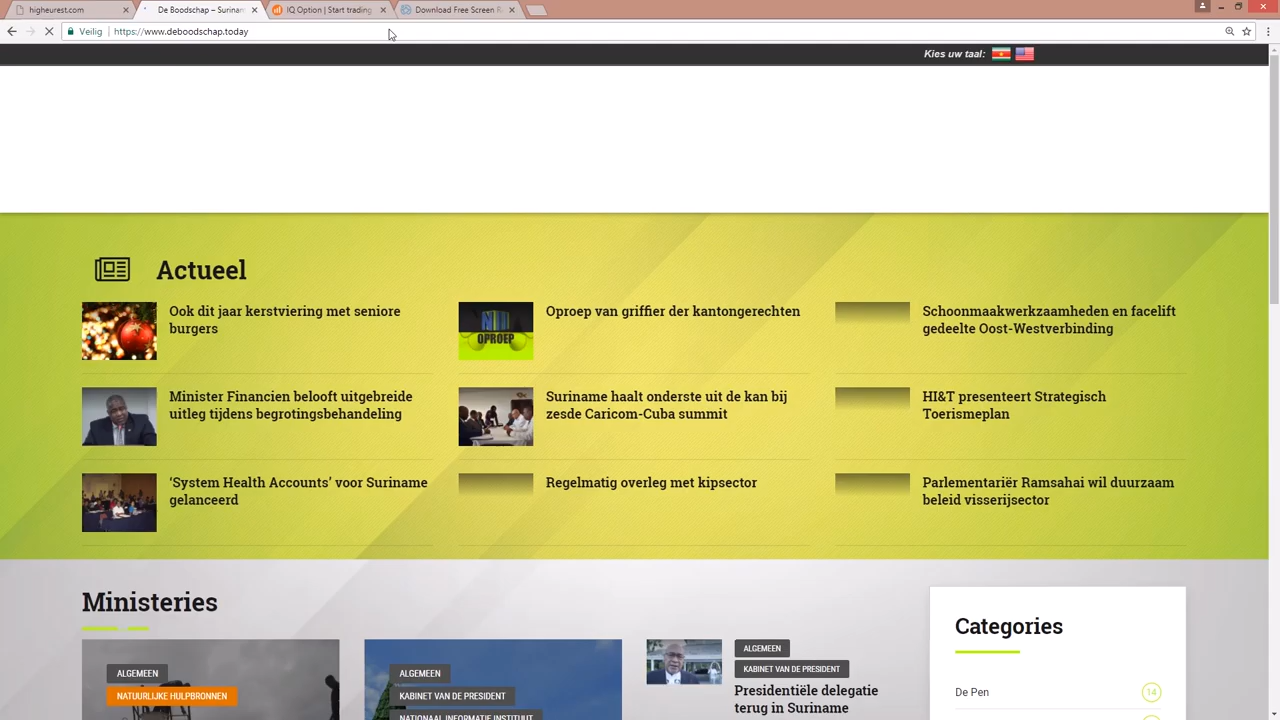 higheurest.com
De Boodschap – Surinam
IQ Option | Start trading
Download Free Screen R
Veilig
https://www.deboodschap.today
Kies uw taal:
Actueel
Ook dit jaar kerstviering met seniore
burgers
OPROEP
Oproep van griffier der kantongerechten
Schoonmaakwerkzaamheden en facelift
gedeelte Oost-Westverbinding
Minister Financien belooft uitgebreide
uitleg tijdens begrotingsbehandeling
Suriname haalt onderste uit de kan bij
zesde Caricom-Cuba summit
HI&T presenteert Strategisch
Toerismeplan
‘System Health Accounts’ voor Suriname
gelanceerd
Regelmatig overleg met kipsector
Parlementariër Ramsahai wil duurzaam
beleid visserijsector
Ministeries
ALGEMEEN
NATUURLIJKE HULPBRONNEN
ALGEMEEN
KABINET VAN DE PRESIDENT
NATIONAAL INFORMATIE INSTITUUT
ALGEMEEN
KABINET VAN DE PRESIDENT
Presidentiële delegatie
terug in Suriname
Categories
De Pen
14